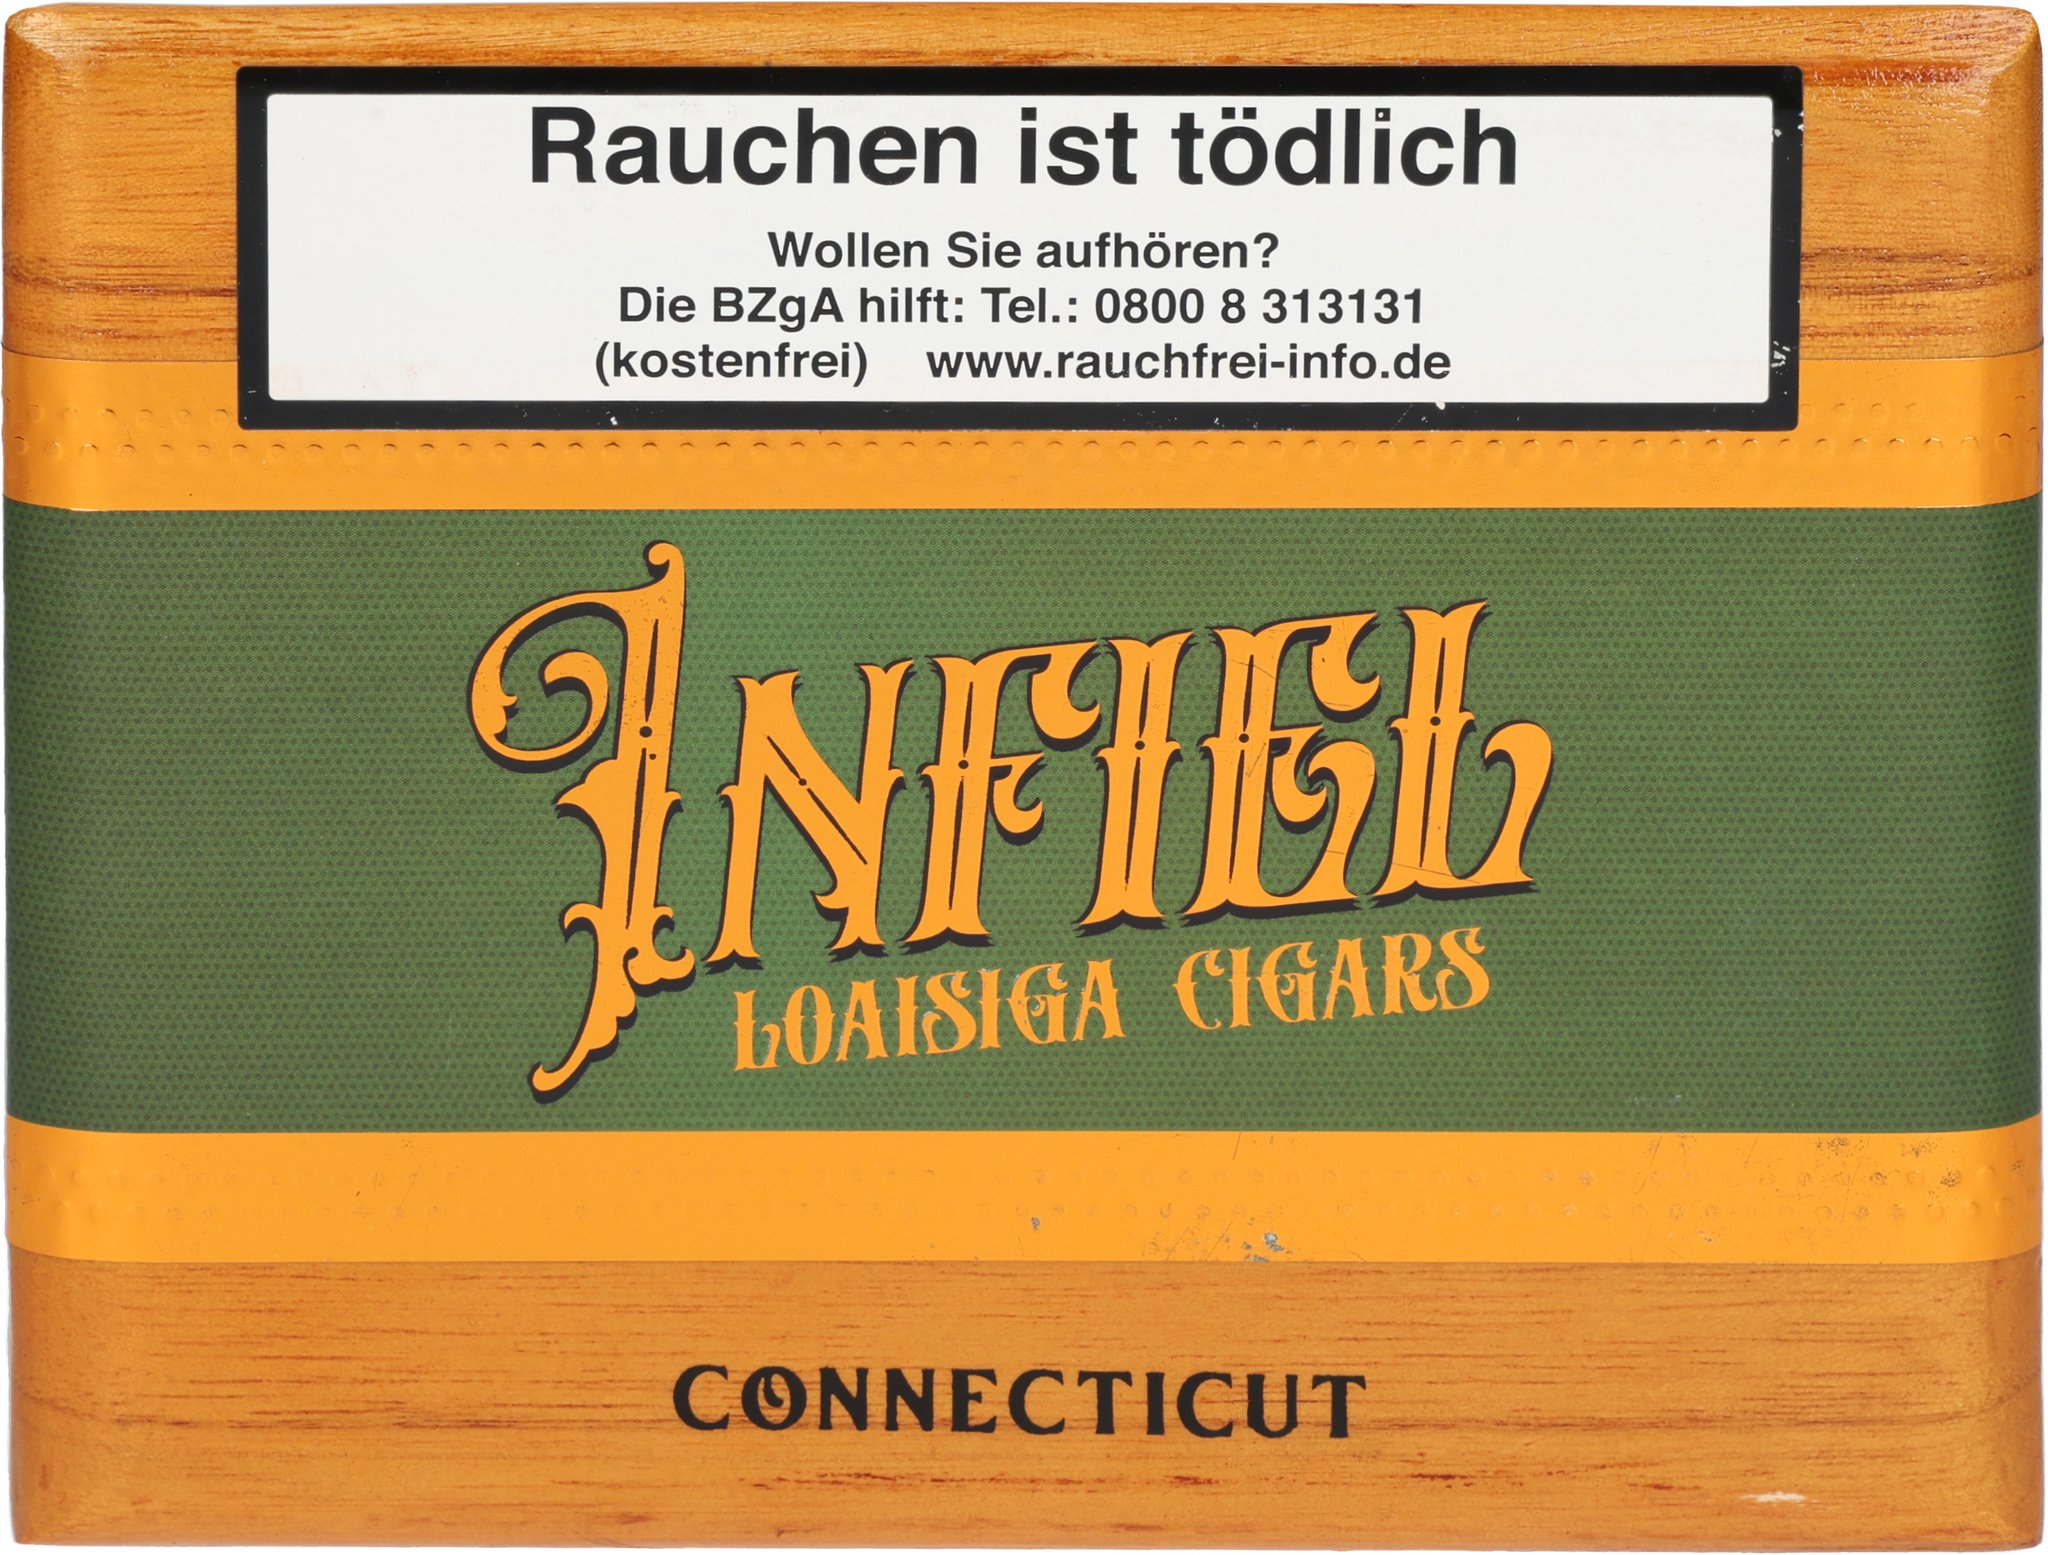 Rauchen ist tödlich
Wollen Sie aufhören?
Die BZgA hilft: Tel.: 0800 8 313131
(kostenfrei) www.rauchfrei-info.de
INFIEL
LOAISIGA CIGARS
CONNECTICUT